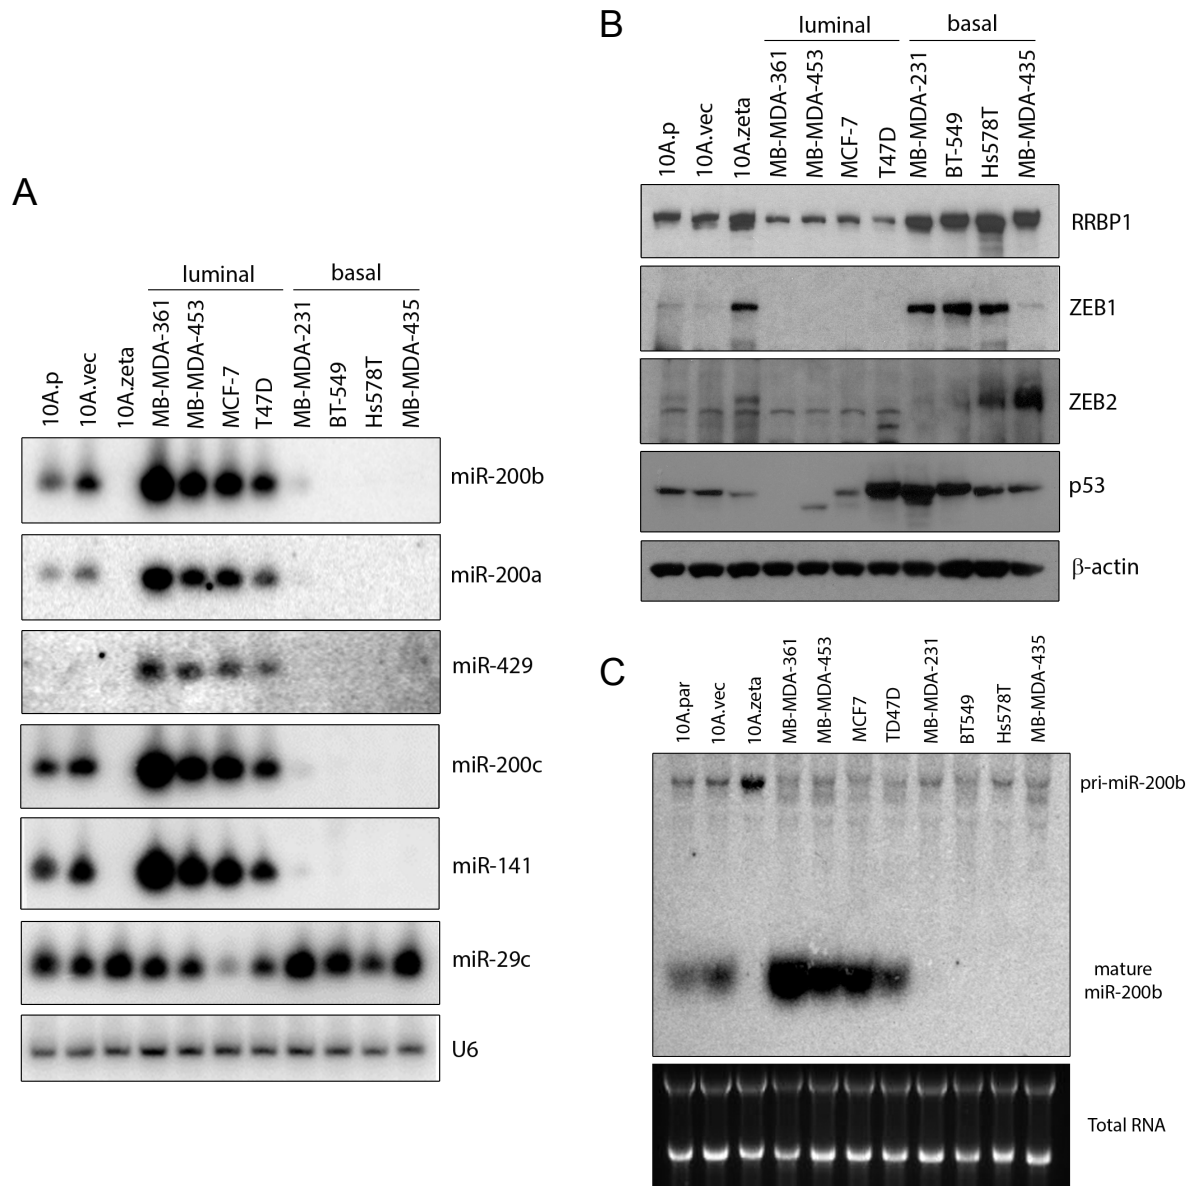 A
luminal basal
10A.p
10A.vec
10A.zeta
MB-MDA-361
MB-MDA-453
MCF-7
T47D
MB-MDA-231
BT-549
Hs578T
MB-MDA-435
miR-200b
miR-200a
miR-429
miR-200c
miR-141
miR-29c
U6
B
luminal basal
10A.p
10A.vec
10A.zeta
MB-MDA-361
MB-MDA-453
MCF-7
T47D
MB-MDA-231
BT-549
Hs578T
MB-MDA-435
RRBP1
ZEB1
ZEB2
p53
β-actin
C
10A.par
10A.vec
10A.zeta
MB-MDA-361
MB-MDA-453
MCF7
TD47D
MB-MDA-231
BT549
Hs578T
MB-MDA-435
pri-miR-200b
mature
miR-200b
Total RNA